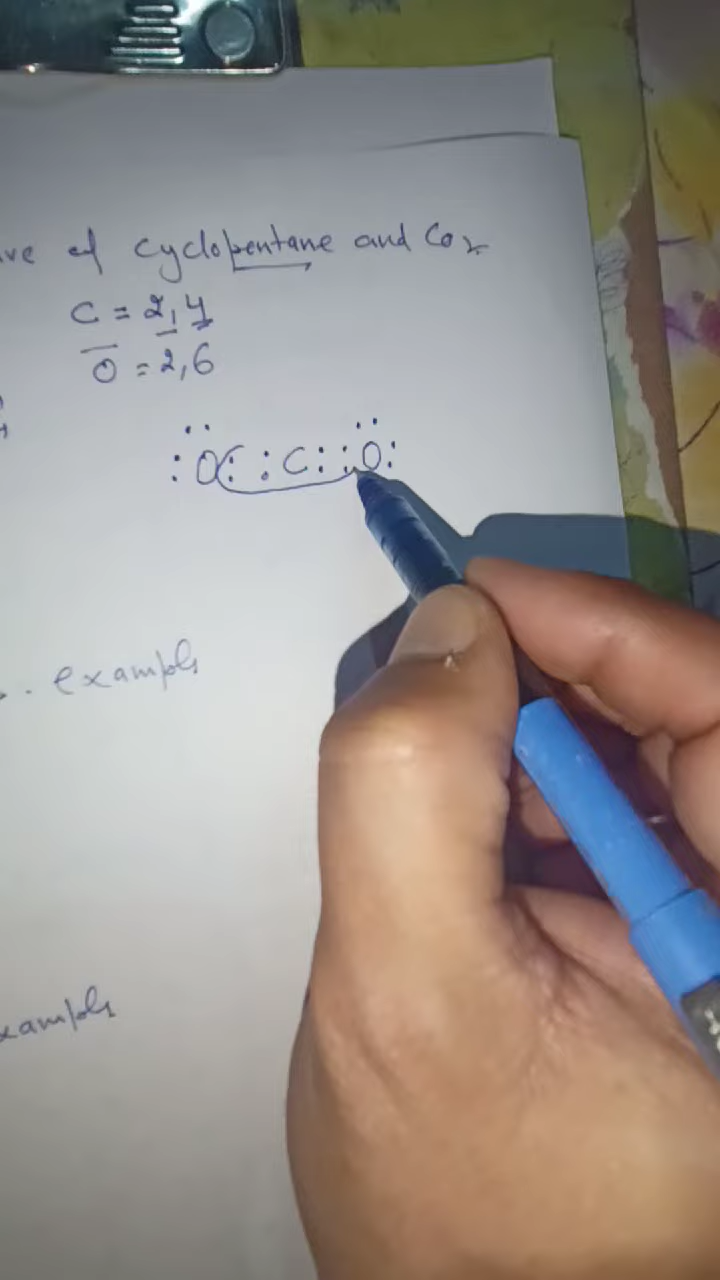 ve of cyclopentane and Co₂
C = 2,4
O = 2,6
:O: :C: :O:
. example
xample